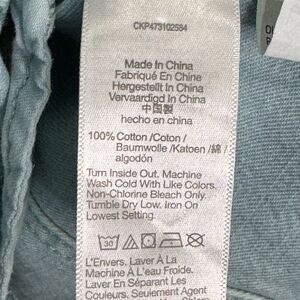 CKP473102584
Made In China
Fabriqué En Chine
Hergestellt In China
Vervaardigd In China
中国製
hecho en chino
100% Cotton /Coton /
Baumwolle /Katoen /綿 /
algodón
Turn Inside Out. Machine
Wash Cold With Like Colors.
Non-Chlorine Bleach Only.
Tumble Dry Low. Iron On
Lowest Setting.
30
L'Envers. Laver À La
Machine À L'eau Froide.
Laver En Séparant Les
Couleurs. Seulement Agent